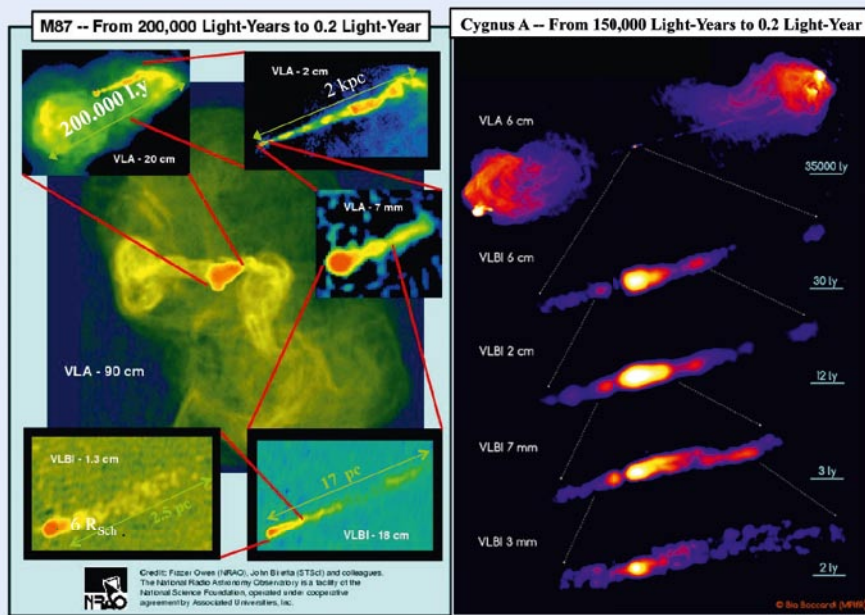 M87 -- From 200,000 Light-Years to 0.2 Light-Year
200.000 l.y
VLA - 20 cm
VLA - 2 cm
2 kpc
VLA - 7 mm
VLA - 90 cm
VLBI - 1.3 cm
6 R_Sch
2.5 pc
17 pc
VLBI - 18 cm
NRAO
Credit: Frazer Owen (NRAO), John Biretta (STScI) and colleagues.
The National Radio Astronomy Observatory is a facility of the
National Science Foundation, operated under cooperative
agreement by Associated Universities, Inc.
Cygnus A -- From 150,000 Light-Years to 0.2 Light-Year
VLA 6 cm
35000 ly
VLBI 6 cm
30 ly
VLBI 2 cm
12 ly
VLBI 7 mm
3 ly
VLBI 3 mm
2 ly
© Bia Boccardi